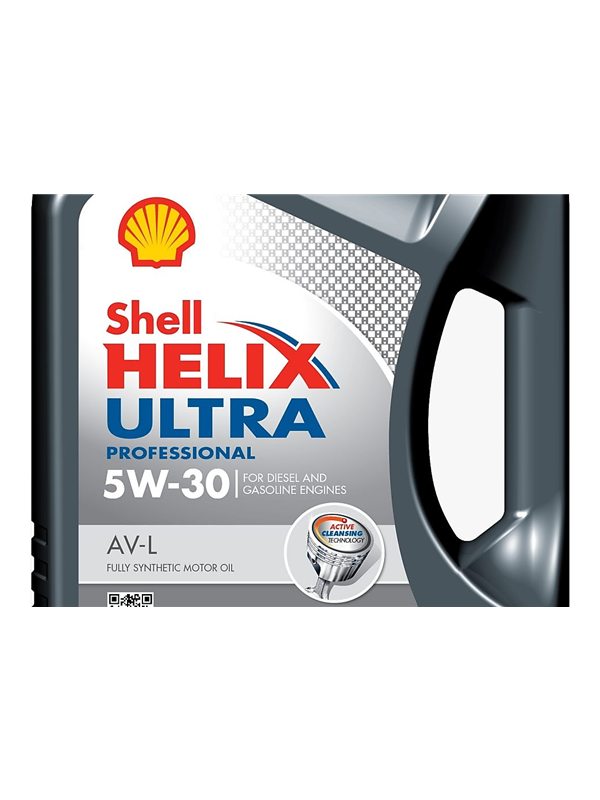 Shell
HELIX
ULTRA
PROFESSIONAL
5W-30
FOR DIESEL AND
GASOLINE ENGINES
ACTIVE
CLEANSING
TECHNOLOGY
AV-L
FULLY SYNTHETIC MOTOR OIL